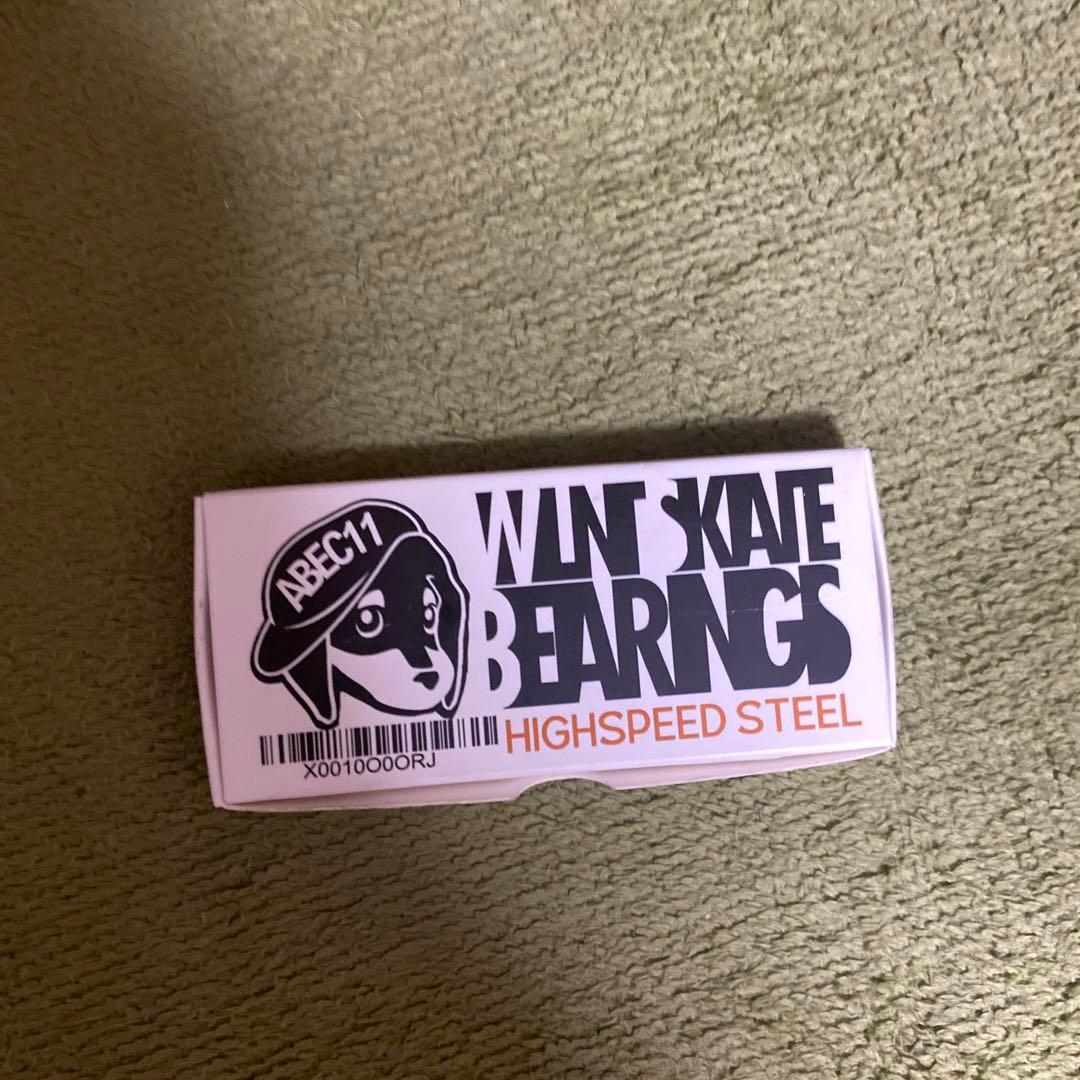 ABEC11
WLNT SKATE
BEARINGS
HIGHSPEED STEEL
X0010O0ORJ